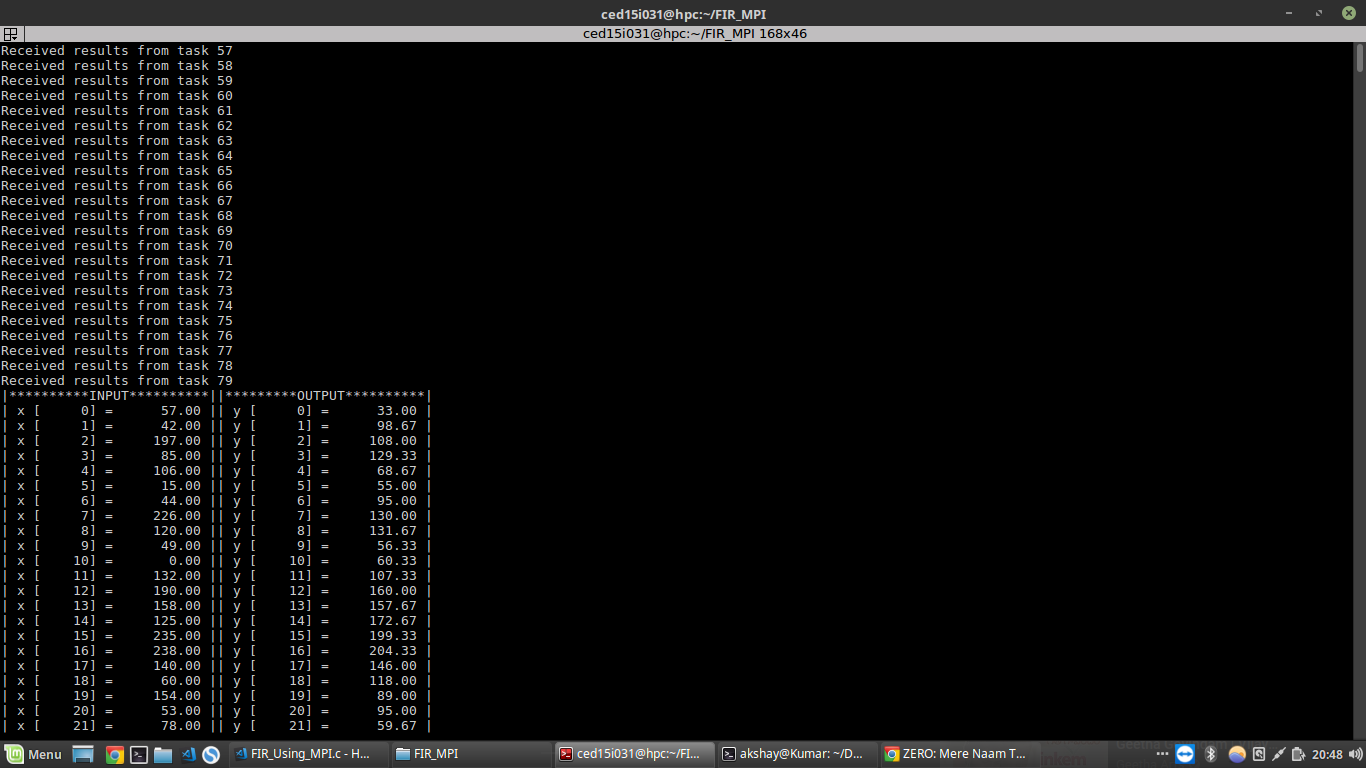 ced15i031@hpc:~/FIR_MPI
ced15i031@hpc:~/FIR_MPI 168x46
Received results from task 57
Received results from task 58
Received results from task 59
Received results from task 60
Received results from task 61
Received results from task 62
Received results from task 63
Received results from task 64
Received results from task 65
Received results from task 66
Received results from task 67
Received results from task 68
Received results from task 69
Received results from task 70
Received results from task 71
Received results from task 72
Received results from task 73
Received results from task 74
Received results from task 75
Received results from task 76
Received results from task 77
Received results from task 78
Received results from task 79
|**********INPUT**********||*********OUTPUT**********|
| x [     0] =      57.00 || y [     0] =     33.00 |
| x [     1] =      42.00 || y [     1] =     98.67 |
| x [     2] =     197.00 || y [     2] =    108.00 |
| x [     3] =      85.00 || y [     3] =    129.33 |
| x [     4] =     106.00 || y [     4] =     68.67 |
| x [     5] =      15.00 || y [     5] =     55.00 |
| x [     6] =      44.00 || y [     6] =     95.00 |
| x [     7] =     226.00 || y [     7] =    130.00 |
| x [     8] =     120.00 || y [     8] =    131.67 |
| x [     9] =      49.00 || y [     9] =     56.33 |
| x [    10] =       0.00 || y [    10] =     60.33 |
| x [    11] =     132.00 || y [    11] =    107.33 |
| x [    12] =     190.00 || y [    12] =    160.00 |
| x [    13] =     158.00 || y [    13] =    157.67 |
| x [    14] =     125.00 || y [    14] =    172.67 |
| x [    15] =     235.00 || y [    15] =    199.33 |
| x [    16] =     238.00 || y [    16] =    204.33 |
| x [    17] =     140.00 || y [    17] =    146.00 |
| x [    18] =      60.00 || y [    18] =    118.00 |
| x [    19] =     154.00 || y [    19] =     89.00 |
| x [    20] =      53.00 || y [    20] =     95.00 |
| x [    21] =      78.00 || y [    21] =     59.67 |
Menu FIR_Using_MPI.c - H... FIR_MPI ced15i031@hpc:~/FI... akshay@Kumar: ~/D... ZERO: Mere Naam T... 20:48